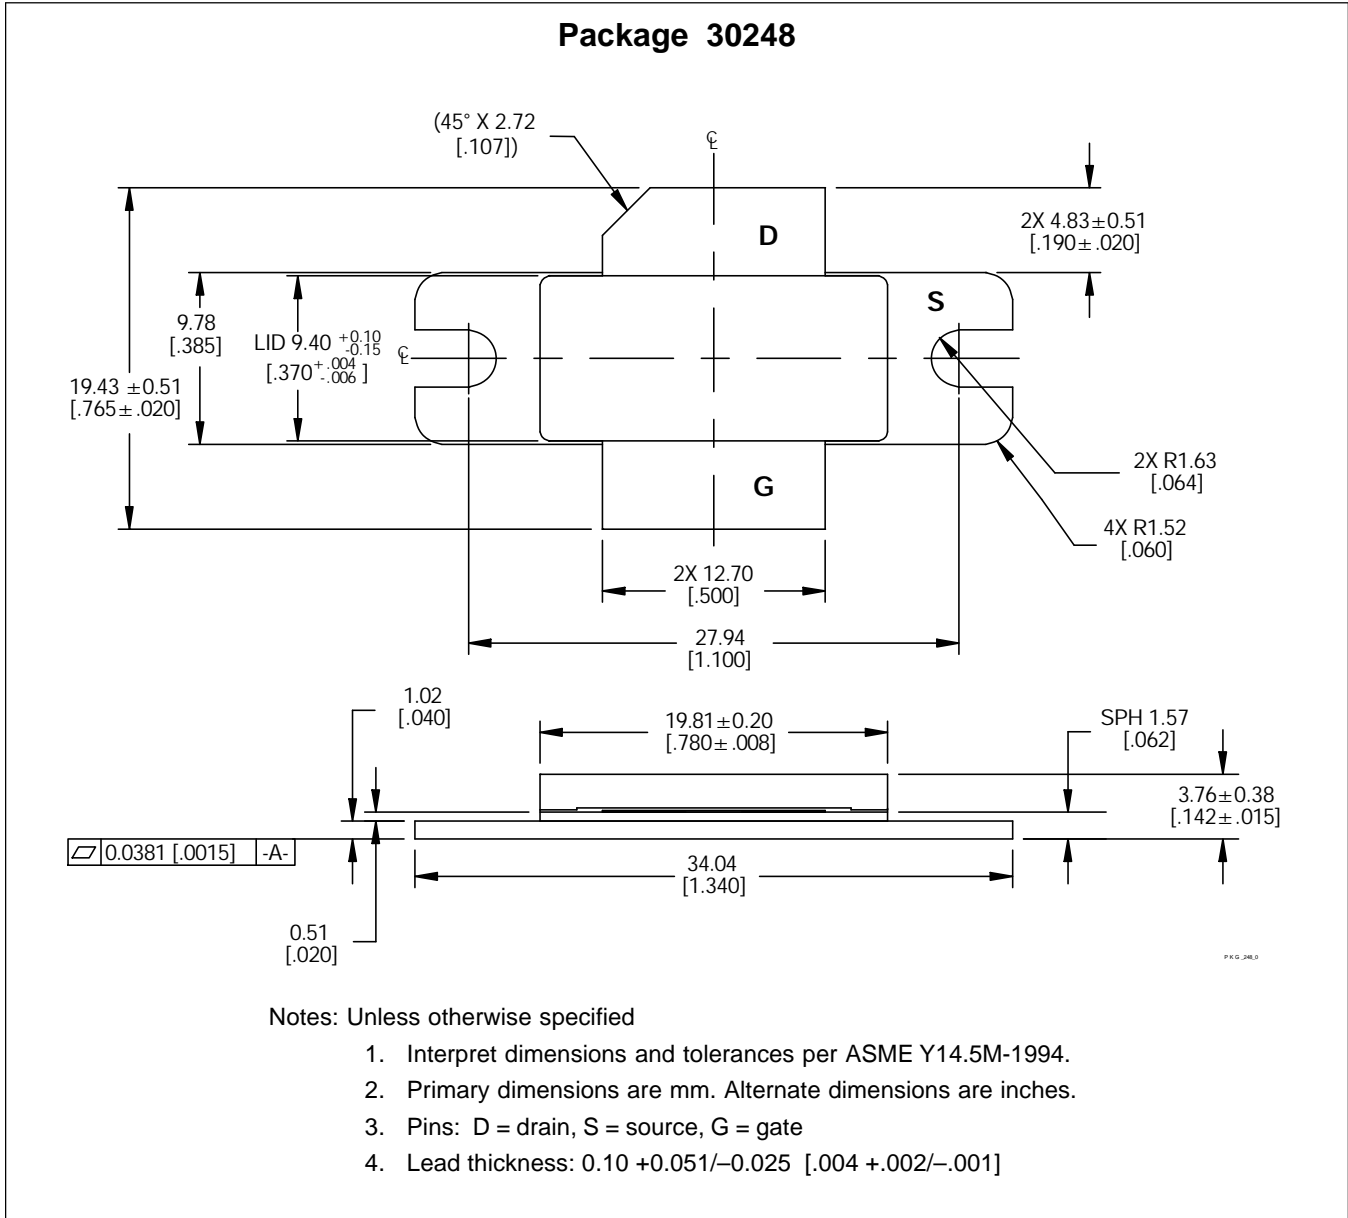 Package 30248
(45° X 2.72
[.107])
℄
2X 4.83±0.51
[.190±.020]
D
S
9.78
[.385]
LID 9.40 +0.10 -0.15
[.370 +.004 -.006 ]
℄
19.43 ±0.51
[.765±.020]
2X R1.63
[.064]
G
4X R1.52
[.060]
2X 12.70
[.500]
27.94
[1.100]
1.02
[.040]
19.81±0.20
[.780±.008]
SPH 1.57
[.062]
3.76±0.38
[.142±.015]
⏥ 0.0381 [.0015] -A-
34.04
[1.340]
0.51
[.020]
PKG_248_0
Notes: Unless otherwise specified
1. Interpret dimensions and tolerances per ASME Y14.5M-1994.
2. Primary dimensions are mm. Alternate dimensions are inches.
3. Pins: D = drain, S = source, G = gate
4. Lead thickness: 0.10 +0.051/–0.025 [.004 +.002/–.001]